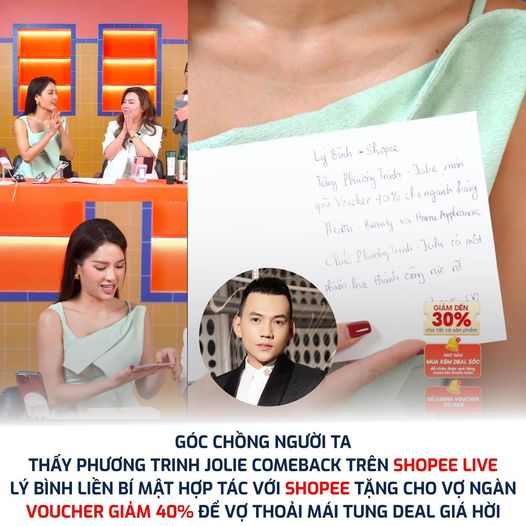 Lý Bình - Shopee
Tặng Phương Trinh - Jolie món
quà Voucher 40% cho ngành hàng
Health - Beauty và Home Appliances.
Chúc Phương Trinh - Jolie có một
phiên live thành công rực rỡ
GIẢM ĐẾN
30%
cho tất cả sản phẩm
NHỚ BẤM
MUA KÈM DEAL SỐC
SỐ LƯỢNG VOUCHER
CÓ HẠN
GÓC CHỒNG NGƯỜI TA
THẤY PHƯƠNG TRINH JOLIE COMEBACK TRÊN SHOPEE LIVE
LÝ BÌNH LIỀN BÍ MẬT HỢP TÁC VỚI SHOPEE TẶNG CHO VỢ NGÀN
VOUCHER GIẢM 40% ĐỂ VỢ THOẢI MÁI TUNG DEAL GIÁ HỜI